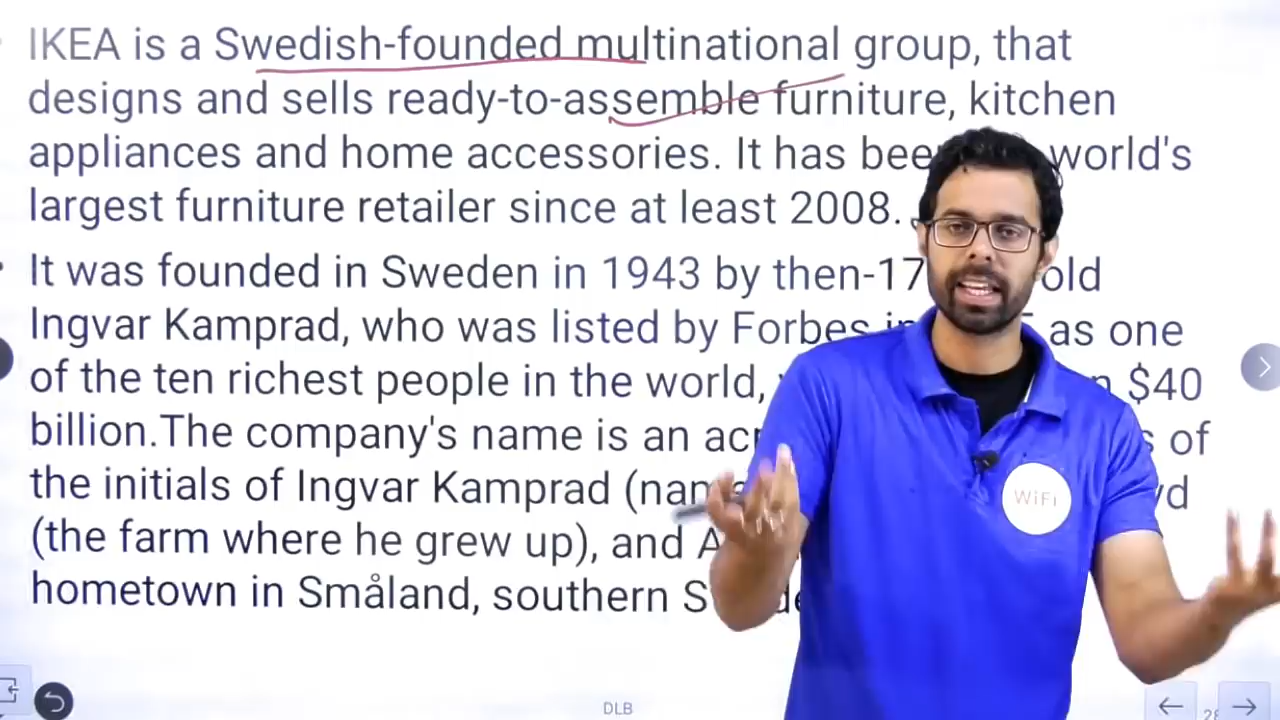 IKEA is a Swedish-founded multinational group, that
designs and sells ready-to-assemble furniture, kitchen
appliances and home accessories. It has world's
largest furniture retailer since at least 2008.
It was founded in Sweden in 1943 by then-17 old
Ingvar Kamprad, who was listed by Forbes as one
of the ten richest people in the world, $40
billion.The company's name is an of
the initials of Ingvar Kamprad
(the farm where he grew up), and
hometown in Småland, southern
WiFi
DLB